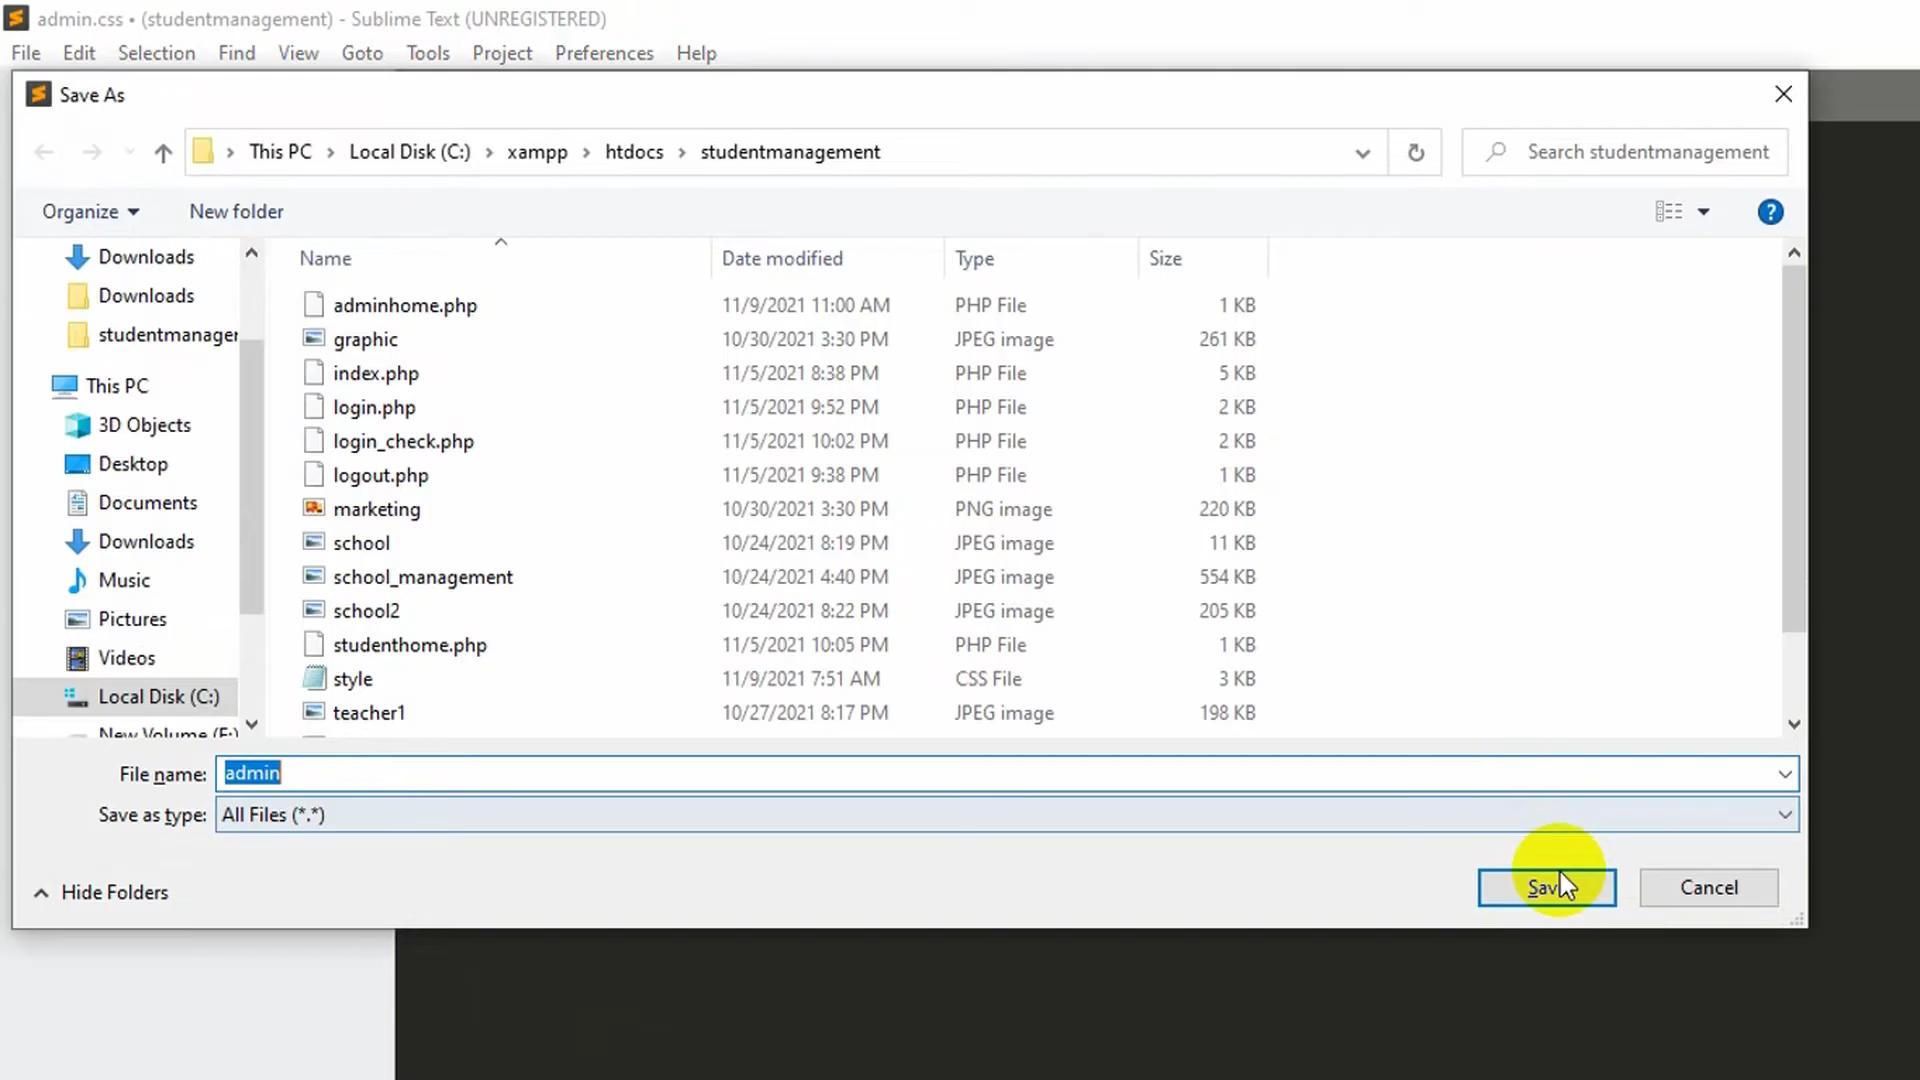 admin.css • (studentmanagement) - Sublime Text (UNREGISTERED)
File Edit Selection Find View Goto Tools Project Preferences Help
Save As
This PC > Local Disk (C:) > xampp > htdocs > studentmanagement
Search studentmanagement
Organize New folder
Downloads
Downloads
studentmanager
This PC
3D Objects
Desktop
Documents
Downloads
Music
Pictures
Videos
Local Disk (C:)
New Volume (E:)
Name Date modified Type Size
adminhome.php 11/9/2021 11:00 AM PHP File 1 KB
graphic 10/30/2021 3:30 PM JPEG image 261 KB
index.php 11/5/2021 8:38 PM PHP File 5 KB
login.php 11/5/2021 9:52 PM PHP File 2 KB
login_check.php 11/5/2021 10:02 PM PHP File 2 KB
logout.php 11/5/2021 9:38 PM PHP File 1 KB
marketing 10/30/2021 3:30 PM PNG image 220 KB
school 10/24/2021 8:19 PM JPEG image 11 KB
school_management 10/24/2021 4:40 PM JPEG image 554 KB
school2 10/24/2021 8:22 PM JPEG image 205 KB
studenthome.php 11/5/2021 10:05 PM PHP File 1 KB
style 11/9/2021 7:51 AM CSS File 3 KB
teacher1 10/27/2021 8:17 PM JPEG image 198 KB
File name: admin
Save as type: All Files (*.*)
Hide Folders
Save Cancel